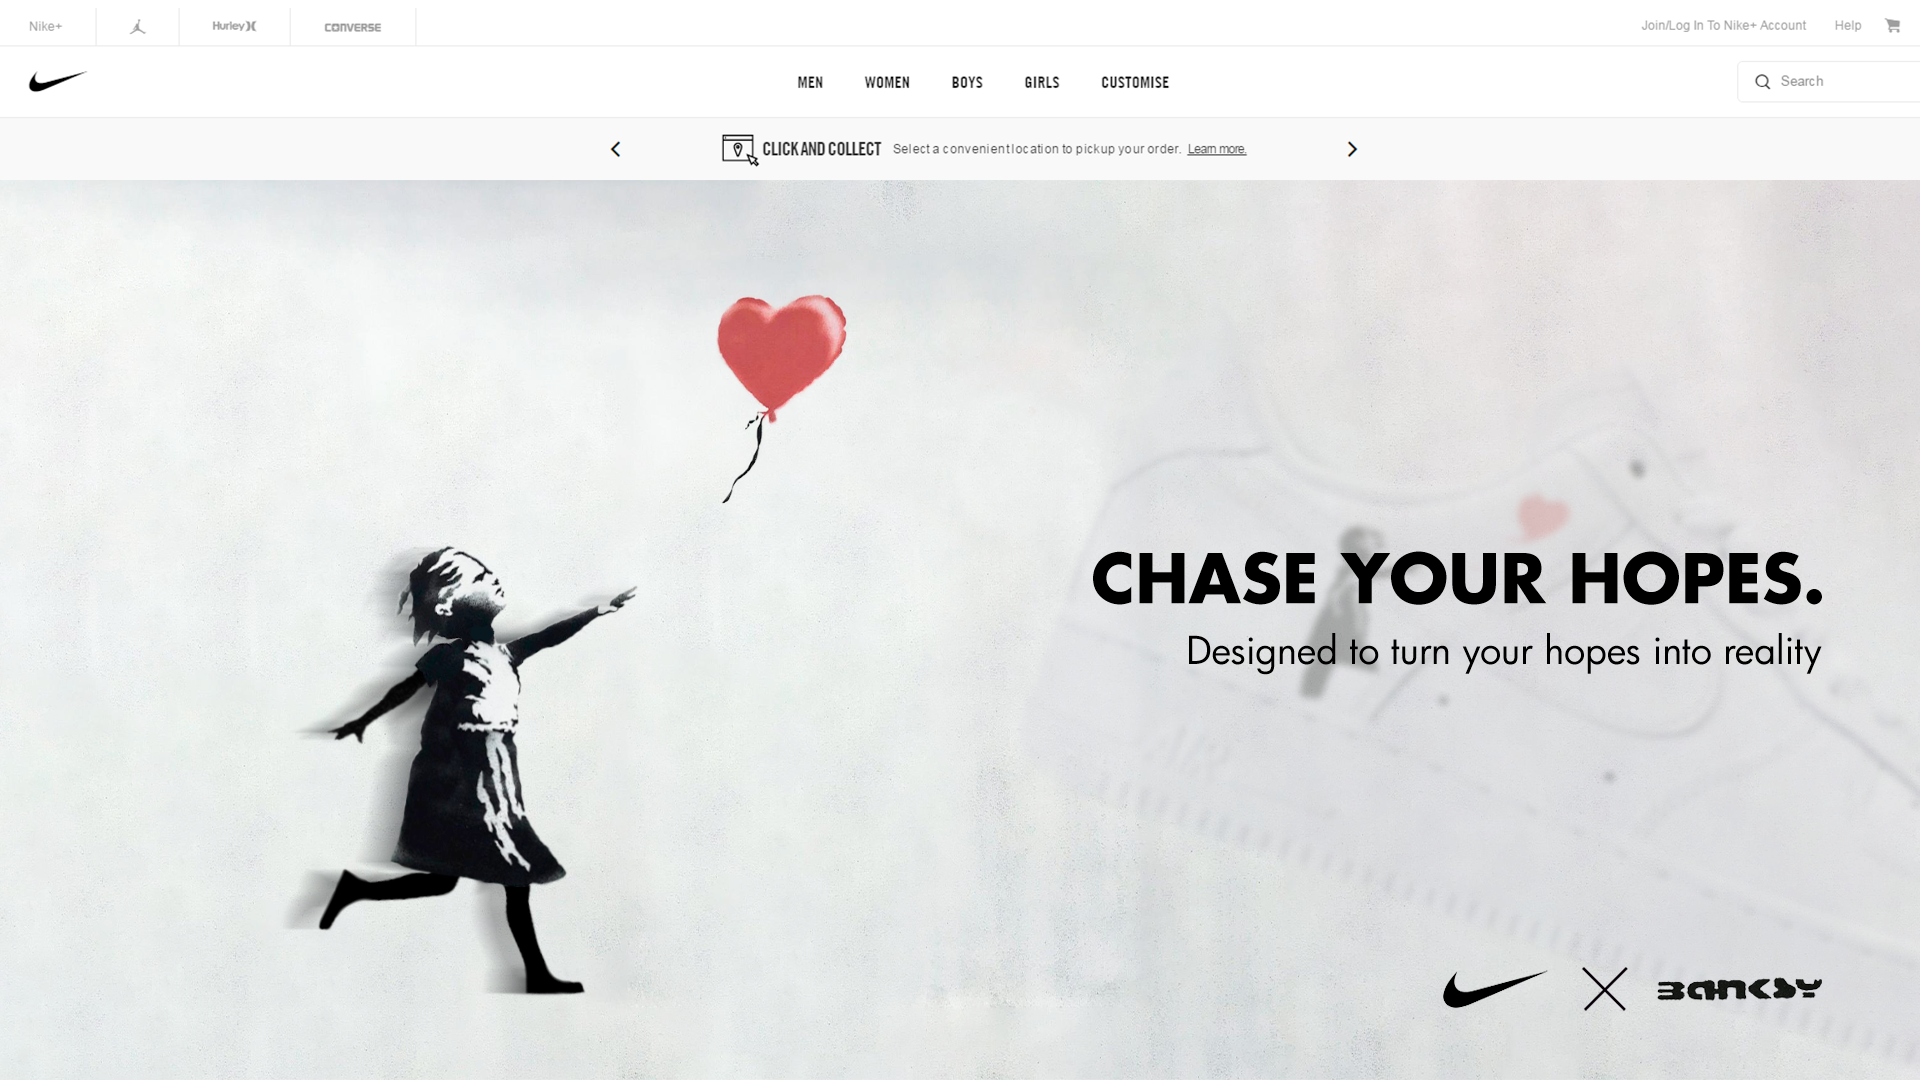 Nike+
Hurley
CONVERSE
Join/Log In To Nike+ Account
Help
MEN
WOMEN
BOYS
GIRLS
CUSTOMISE
Search
CLICK AND COLLECT Select a convenient location to pickup your order. Learn more.
CHASE YOUR HOPES.
Designed to turn your hopes into reality
BANKSY